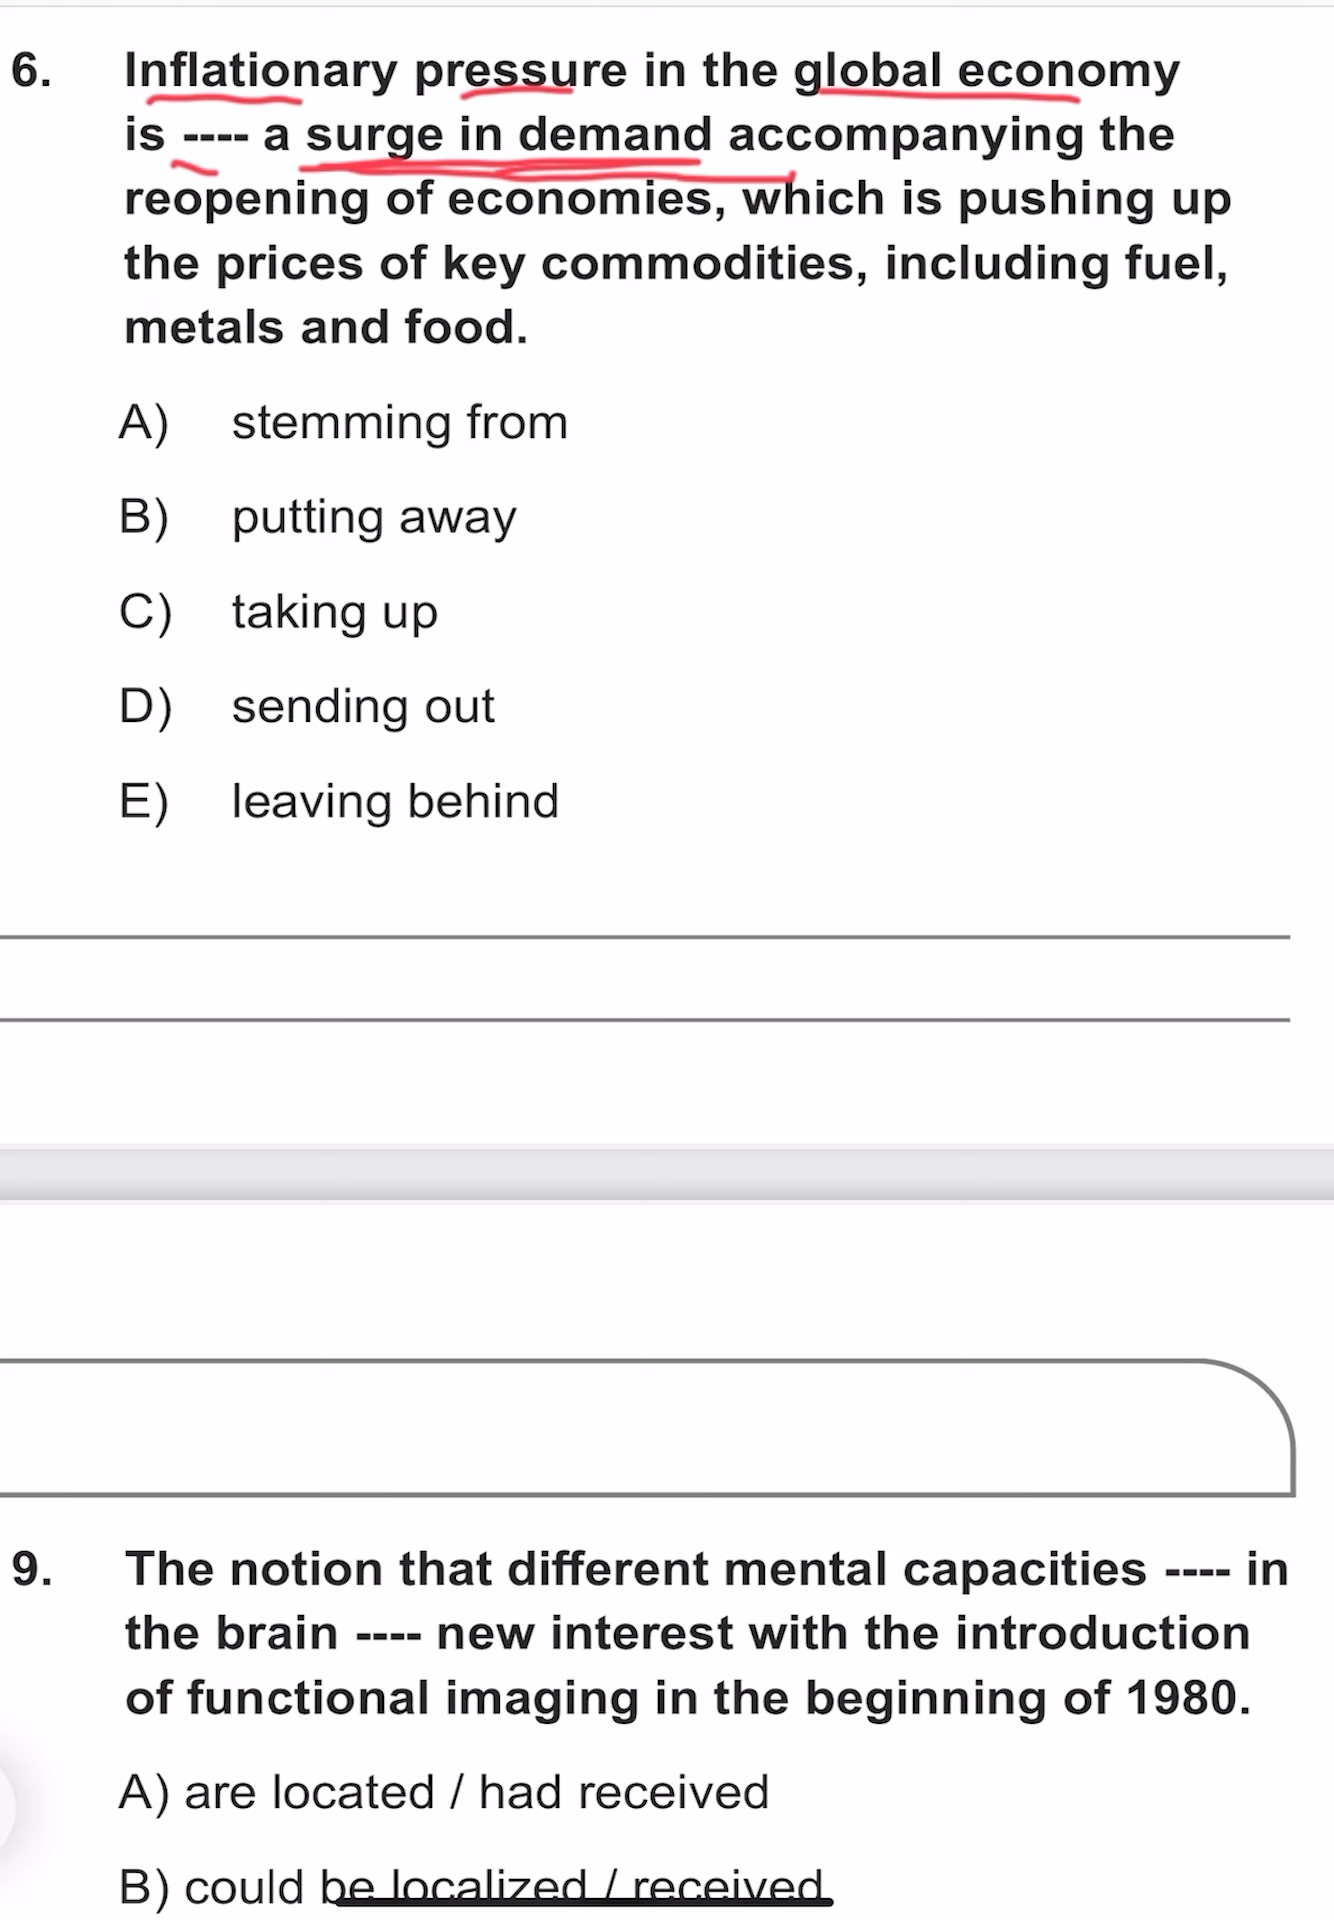 6. Inflationary pressure in the global economy
is ---- a surge in demand accompanying the
reopening of economies, which is pushing up
the prices of key commodities, including fuel,
metals and food.
A) stemming from
B) putting away
C) taking up
D) sending out
E) leaving behind
9. The notion that different mental capacities ---- in
the brain ---- new interest with the introduction
of functional imaging in the beginning of 1980.
A) are located / had received
B) could be localized / received